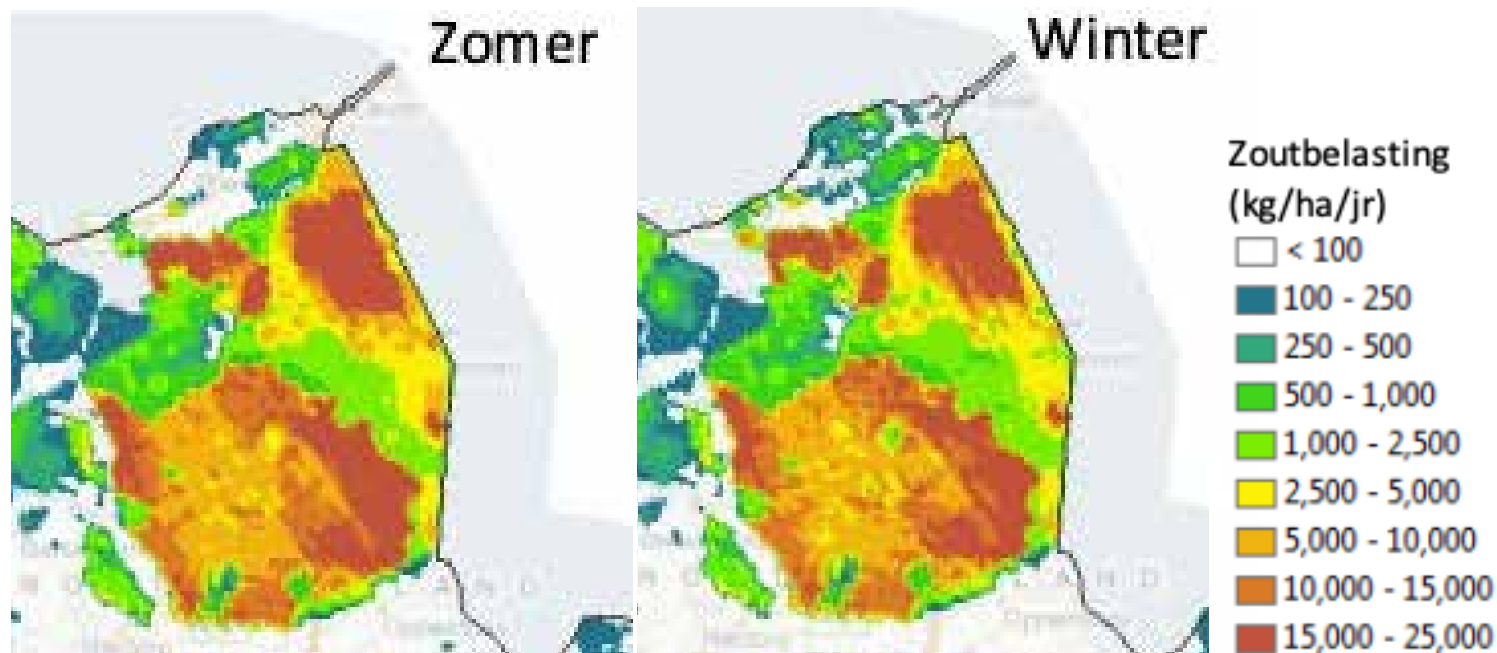 Zomer
Winter
Zoutbelasting
(kg/ha/jr)
< 100
100 - 250
250 - 500
500 - 1,000
1,000 - 2,500
2,500 - 5,000
5,000 - 10,000
10,000 - 15,000
15,000 - 25,000